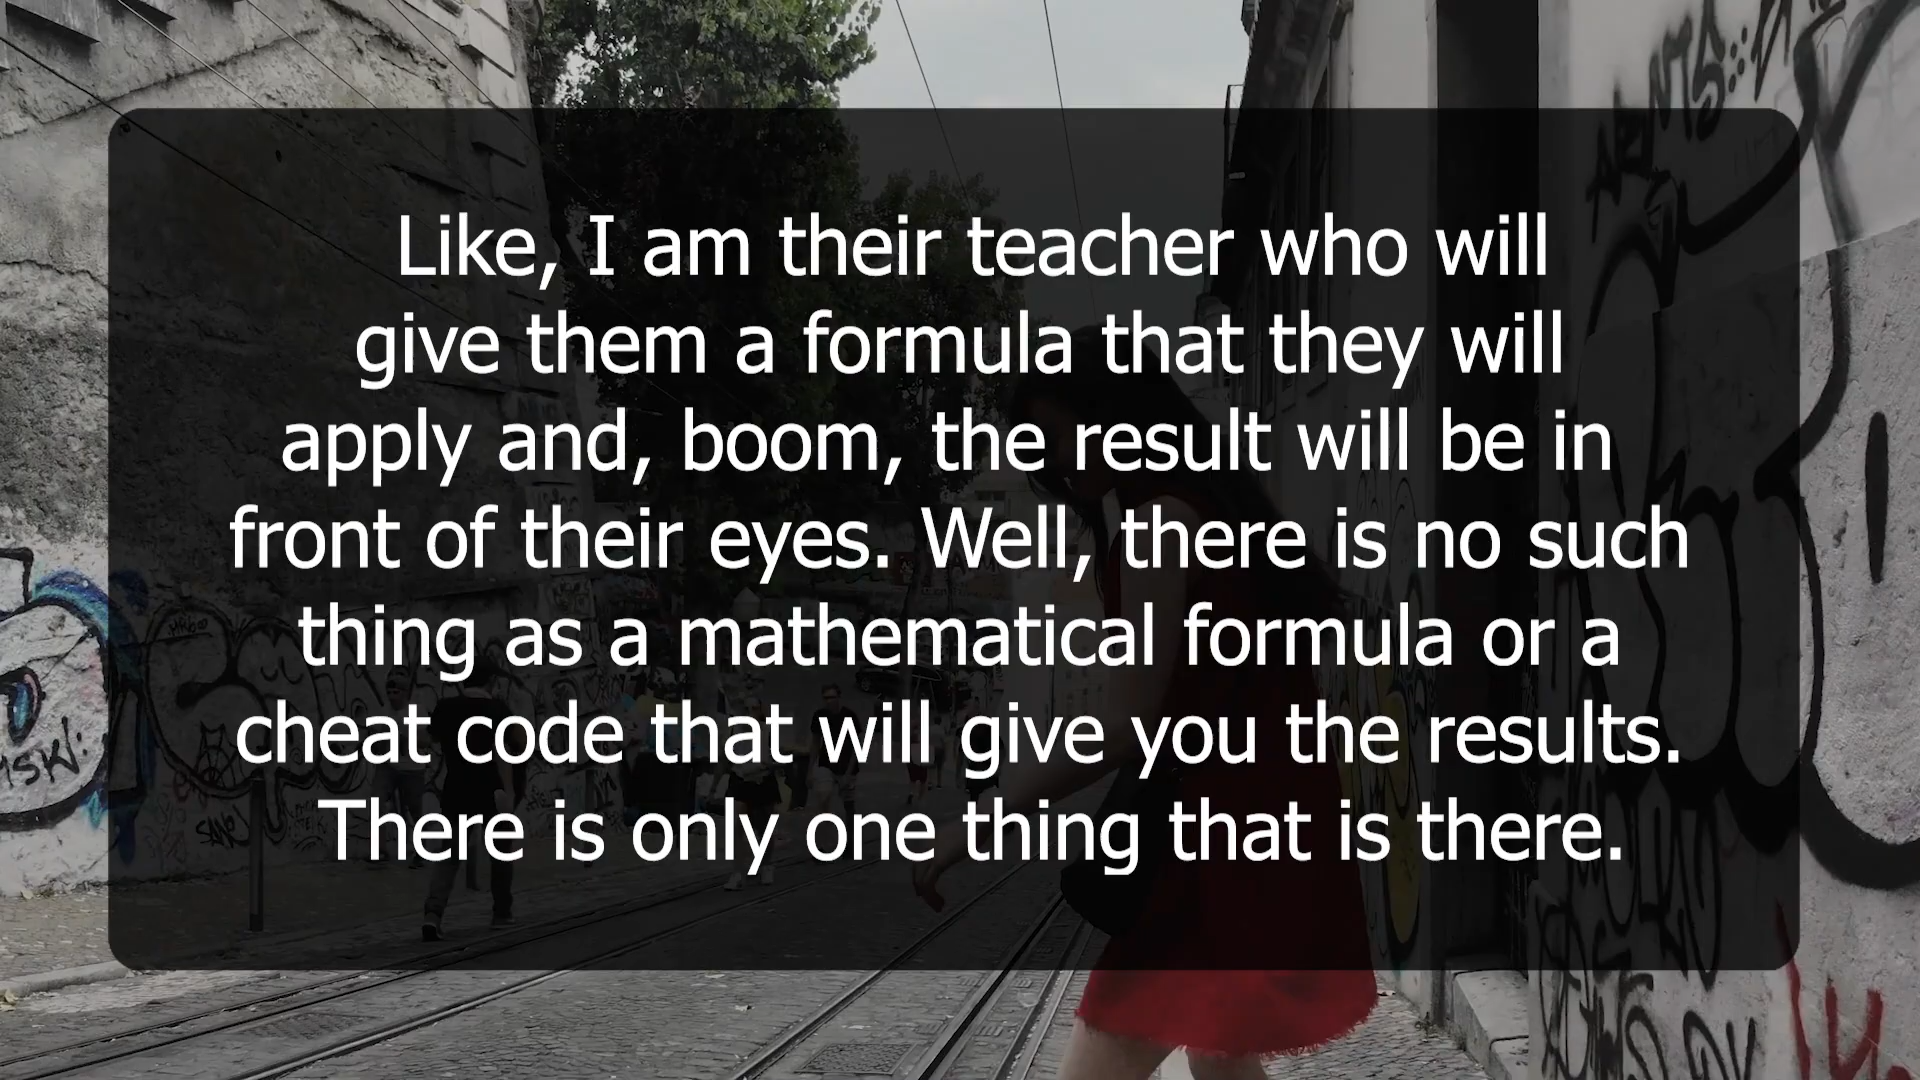 Like, I am their teacher who will
give them a formula that they will
apply and, boom, the result will be in
front of their eyes. Well, there is no such
thing as a mathematical formula or a
cheat code that will give you the results.
There is only one thing that is there.